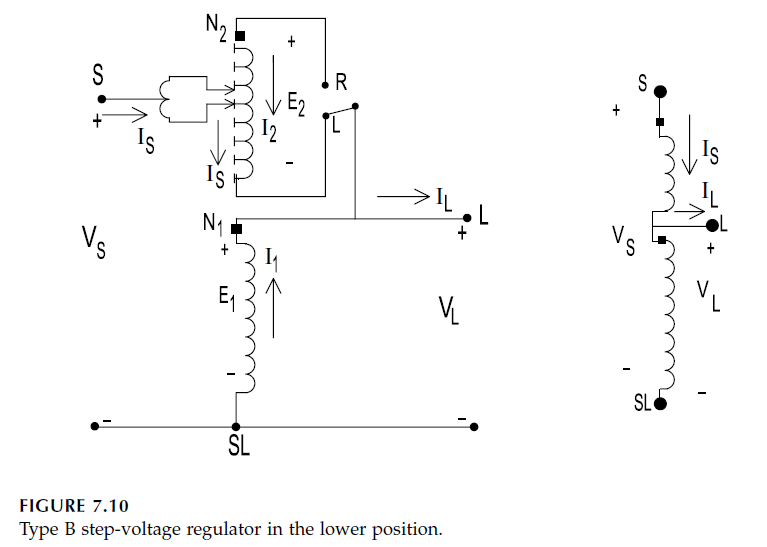 N2
+
S
R
E2
I2
L
+
IS
-
IS
IL
L
N1
+
+
I1
VS
E1
VL
-
-
-
SL
S
+
IS
IL
L
VS
+
VL
-
-
SL
FIGURE 7.10
Type B step-voltage regulator in the lower position.